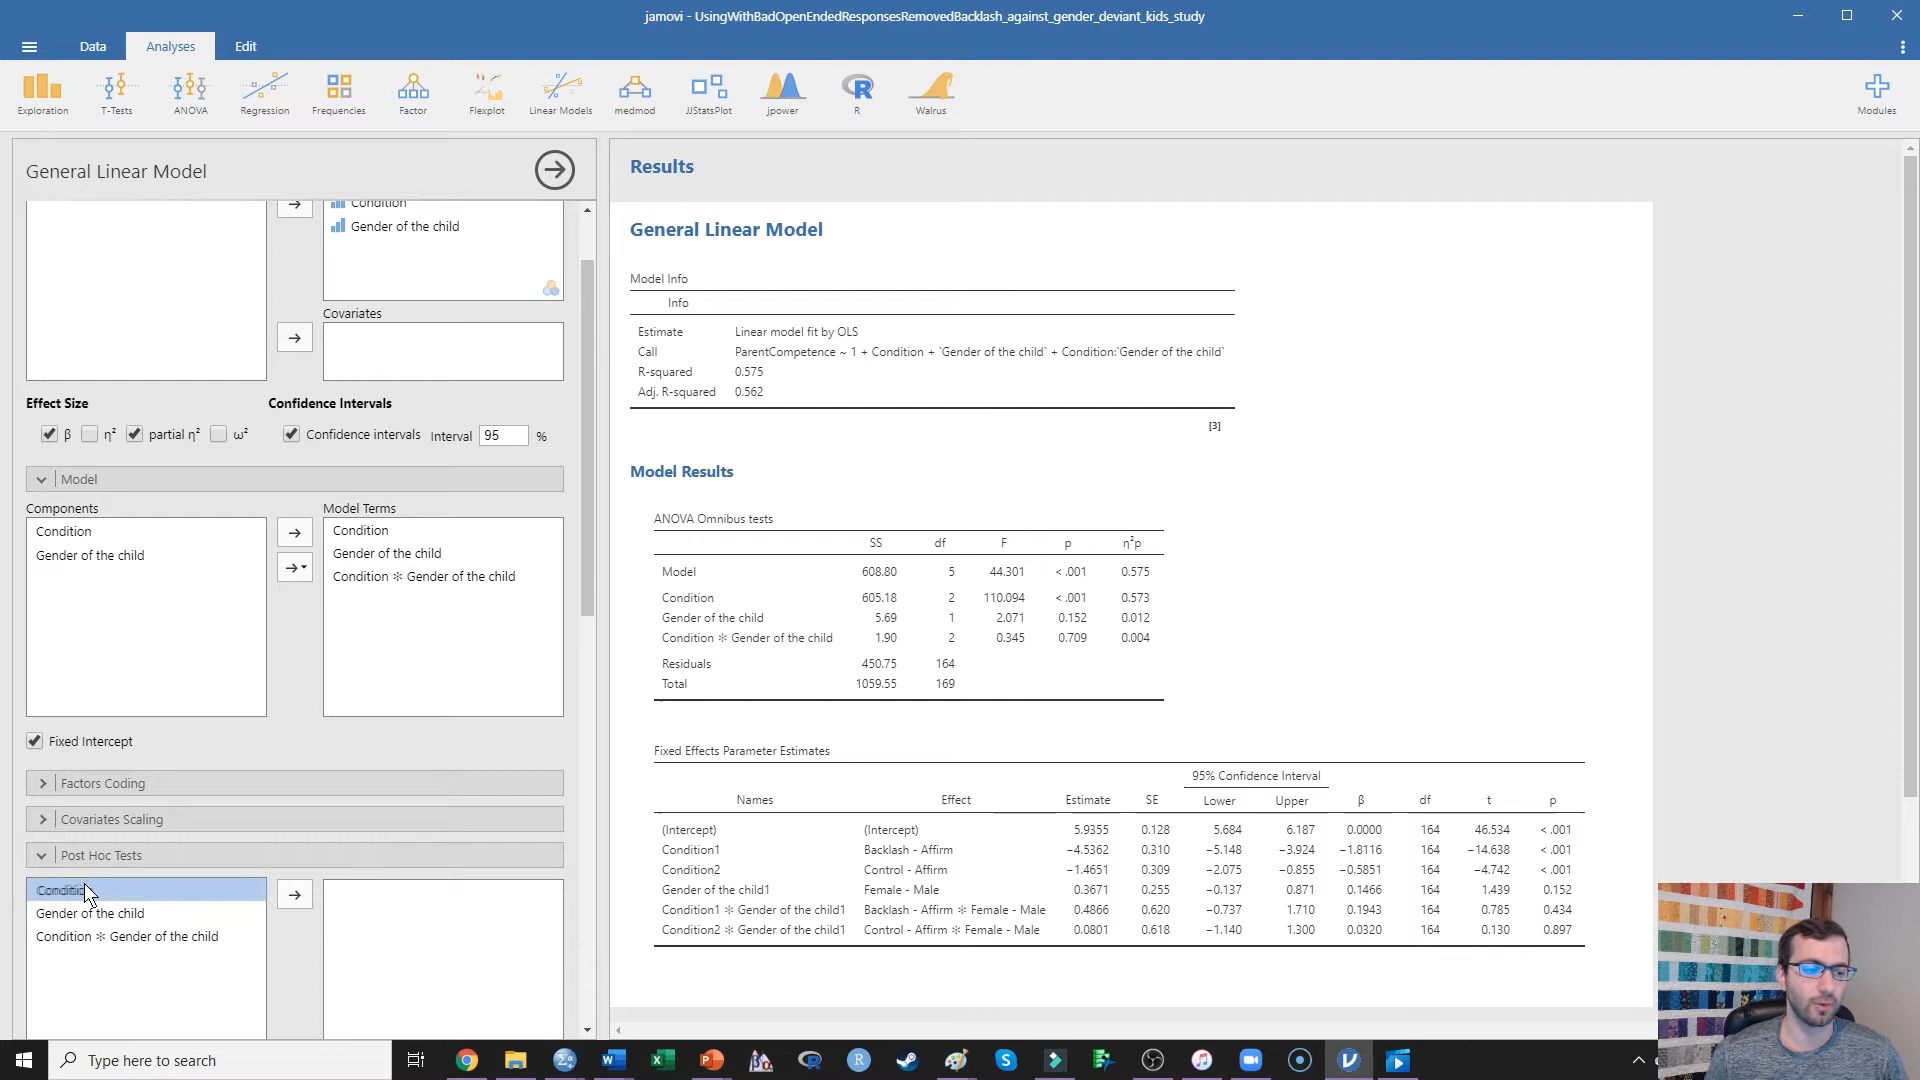 jamovi - UsingWithBadOpenEndedResponsesRemovedBacklash_against_gender_deviant_kids_study
Data Analyses Edit
Exploration T-Tests ANOVA Regression Frequencies Factor Flexplot Linear Models medmod JJStatsPlot jpower R Walrus Modules
General Linear Model
Condition
Gender of the child
Covariates
Effect Size Confidence Intervals
β η² partial η² ω² Confidence intervals Interval 95 %
Model
Components Model Terms
Condition Condition
Gender of the child Gender of the child
Condition ✻ Gender of the child
Fixed Intercept
Factors Coding
Covariates Scaling
Post Hoc Tests
Gender of the child
Condition ✻ Gender of the child
Results
General Linear Model
Model Info
Info
Estimate Linear model fit by OLS
Call ParentCompetence ~ 1 + Condition + `Gender of the child` + Condition:`Gender of the child`
R-squared 0.575
Adj. R-squared 0.562
[3]
Model Results
ANOVA Omnibus tests
SS df F p η²p
Model 608.80 5 44.301 < .001 0.575
Condition 605.18 2 110.094 < .001 0.573
Gender of the child 5.69 1 2.071 0.152 0.012
Condition ✻ Gender of the child 1.90 2 0.345 0.709 0.004
Residuals 450.75 164
Total 1059.55 169
Fixed Effects Parameter Estimates
95% Confidence Interval
Names Effect Estimate SE Lower Upper β df t p
(Intercept) (Intercept) 5.9355 0.128 5.684 6.187 0.0000 164 46.534 < .001
Condition1 Backlash - Affirm −4.5362 0.310 −5.148 −3.924 −1.8116 164 −14.638 < .001
Condition2 Control - Affirm −1.4651 0.309 −2.075 −0.855 −0.5851 164 −4.742 < .001
Gender of the child1 Female - Male 0.3671 0.255 −0.137 0.871 0.1466 164 1.439 0.152
Condition1 ✻ Gender of the child1 Backlash - Affirm ✻ Female - Male 0.4866 0.620 −0.737 1.710 0.1943 164 0.785 0.434
Condition2 ✻ Gender of the child1 Control - Affirm ✻ Female - Male 0.0801 0.618 −1.140 1.300 0.0320 164 0.130 0.897
Type here to search